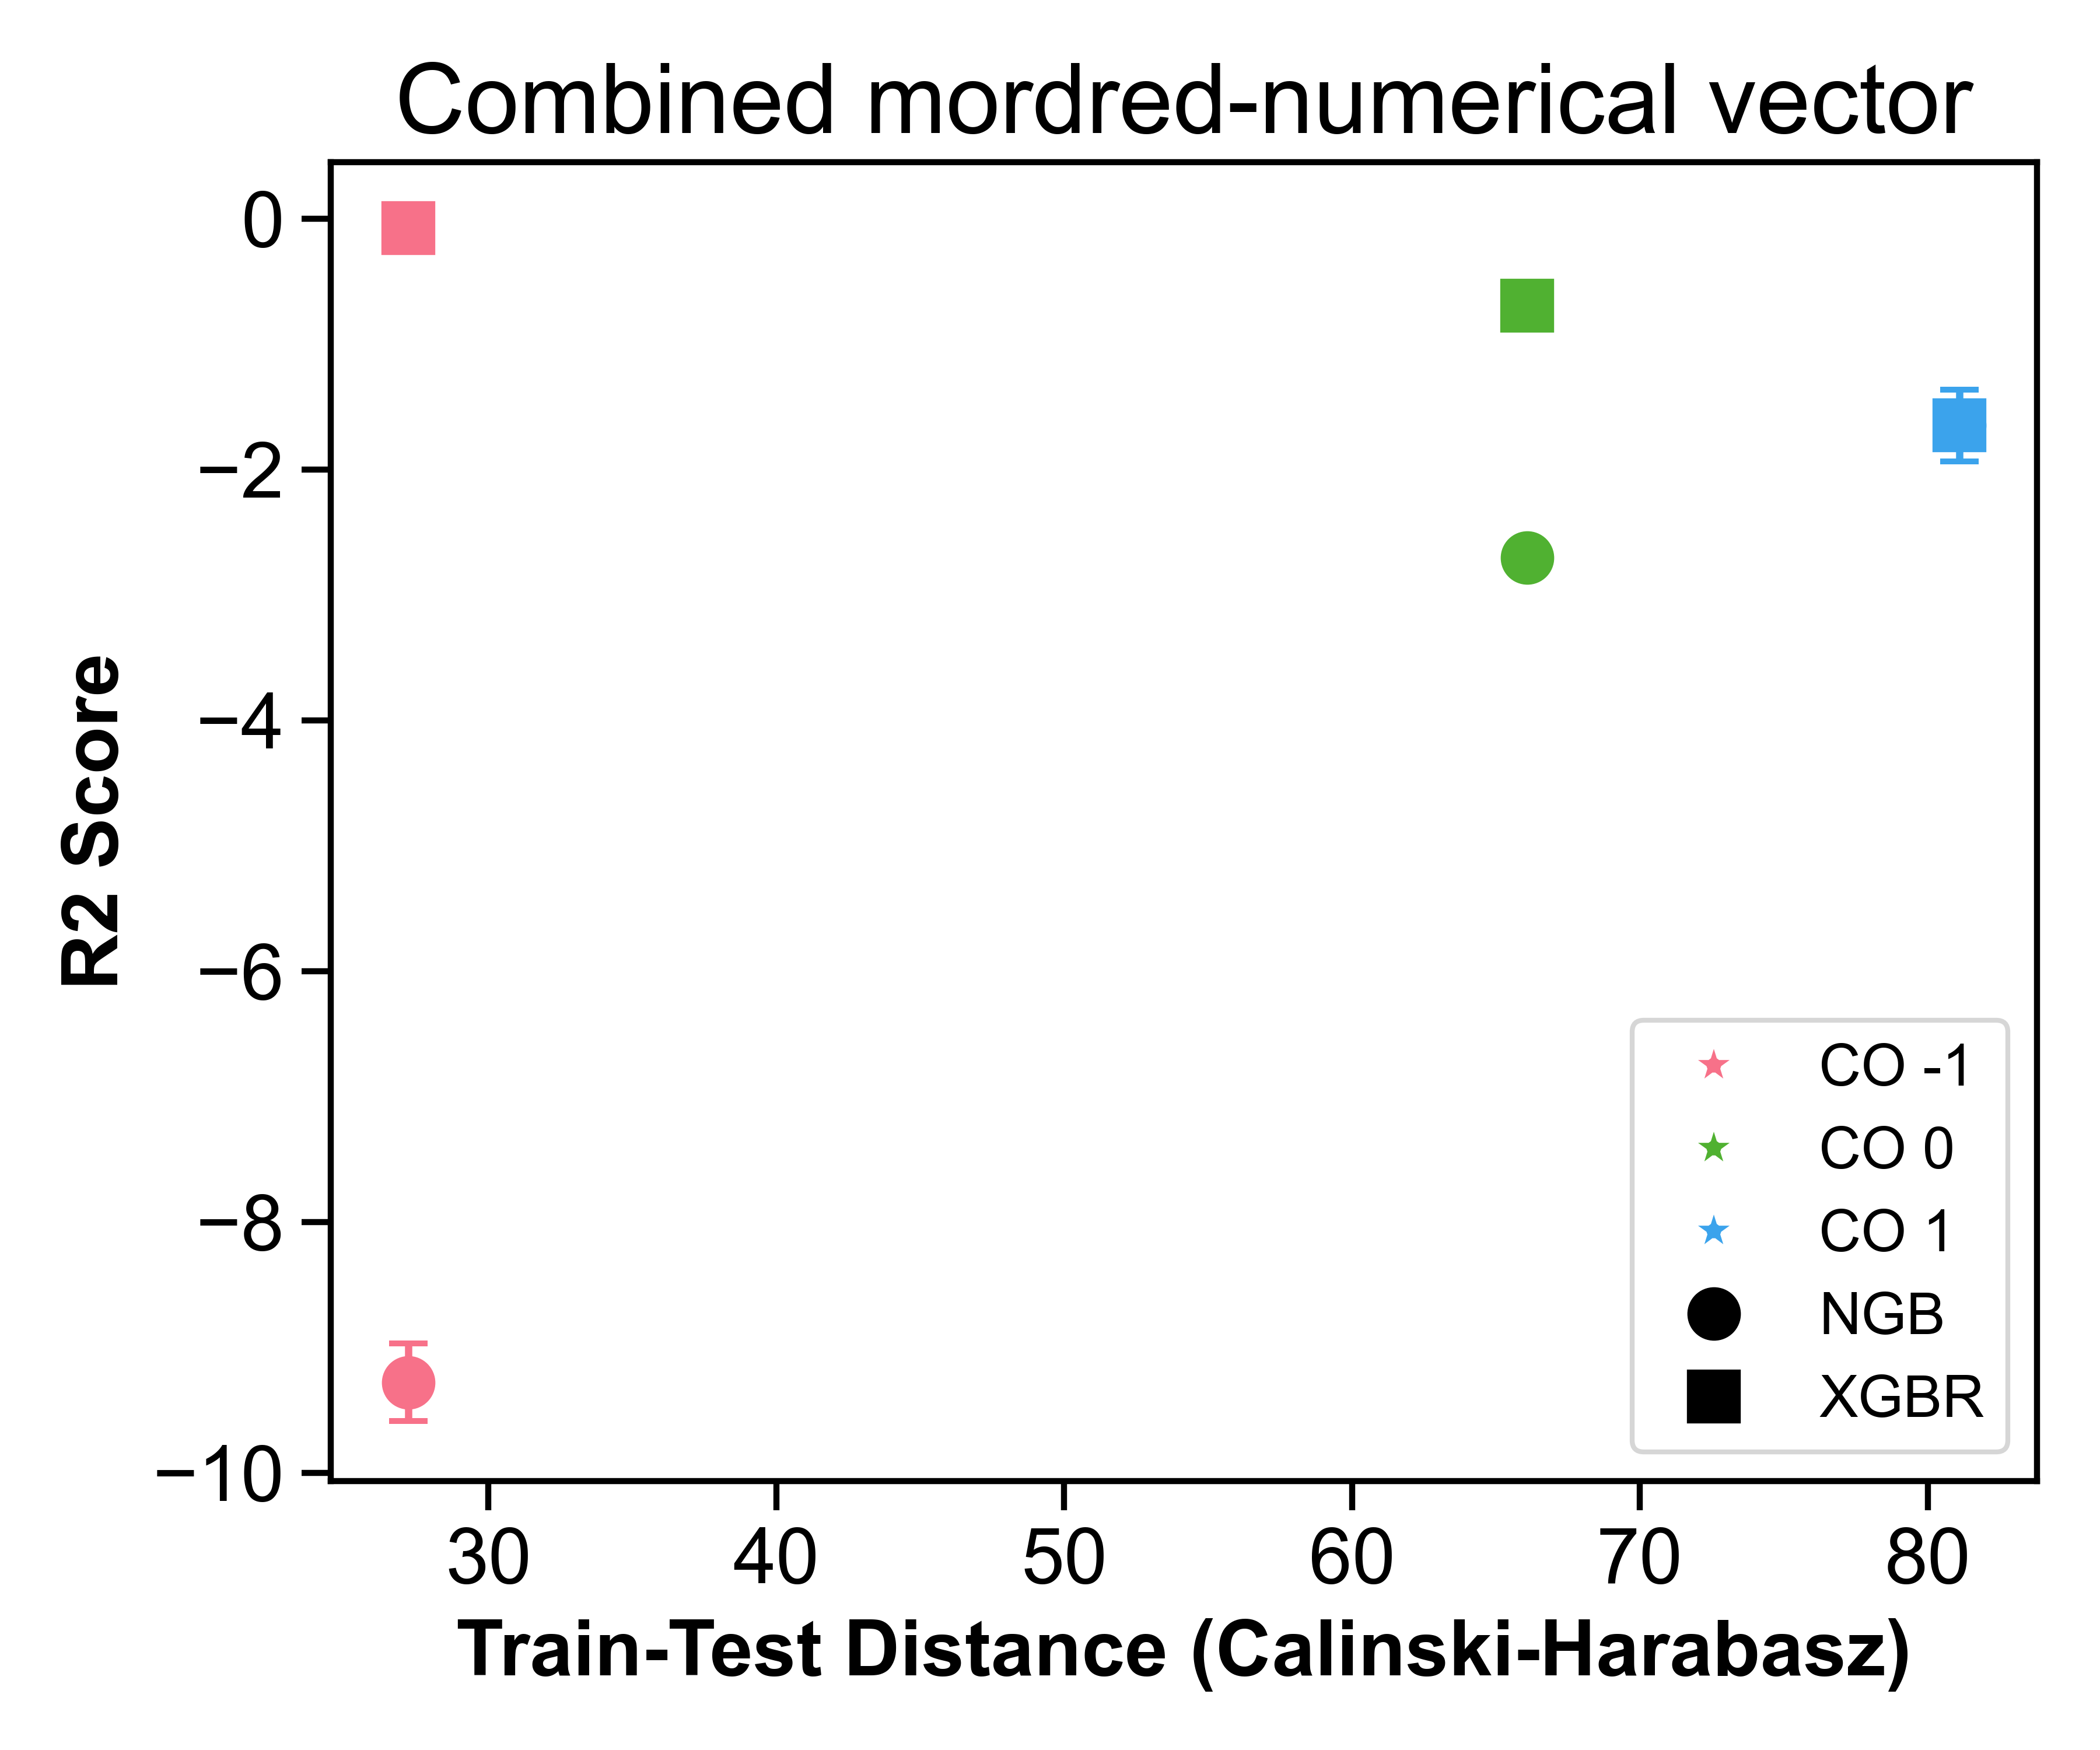 Combined mordred-numerical vector
R2 Score
0
−2
−4
−6
−8
−10
30 40 50 60 70 80
Train-Test Distance (Calinski-Harabasz)
CO -1
CO 0
CO 1
NGB
XGBR